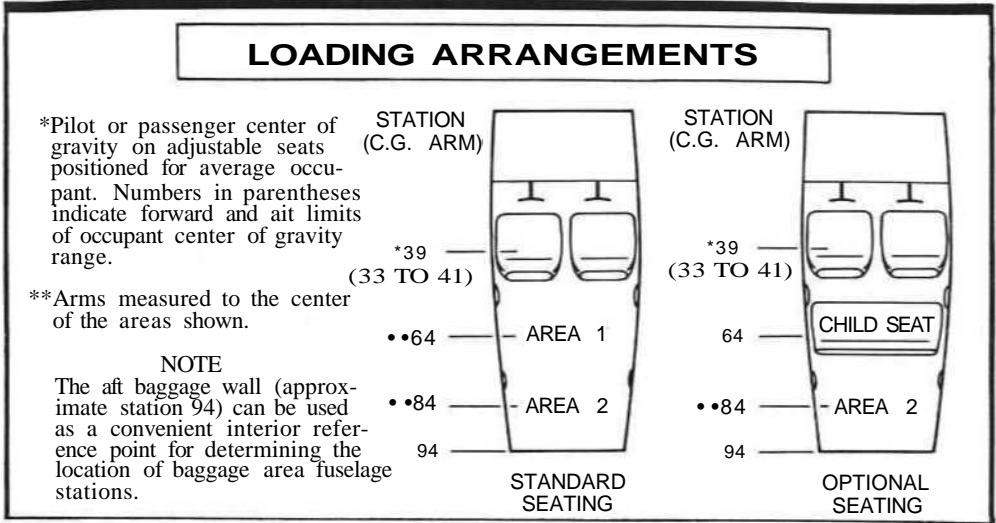 LOADING ARRANGEMENTS
*Pilot or passenger center of
gravity on adjustable seats
positioned for average occu-
pant. Numbers in parentheses
indicate forward and ait limits
of occupant center of gravity
range.
**Arms measured to the center
of the areas shown.
NOTE
The aft baggage wall (approx-
imate station 94) can be used
as a convenient interior refer-
ence point for determining the
location of baggage area fuselage
stations.
STATION
(C.G. ARM)
*39
(33 TO 41)
••64
AREA 1
••84
AREA 2
94
STANDARD
SEATING
STATION
(C.G. ARM)
*39
(33 TO 41)
64
CHILD SEAT
••84
AREA 2
94
OPTIONAL
SEATING